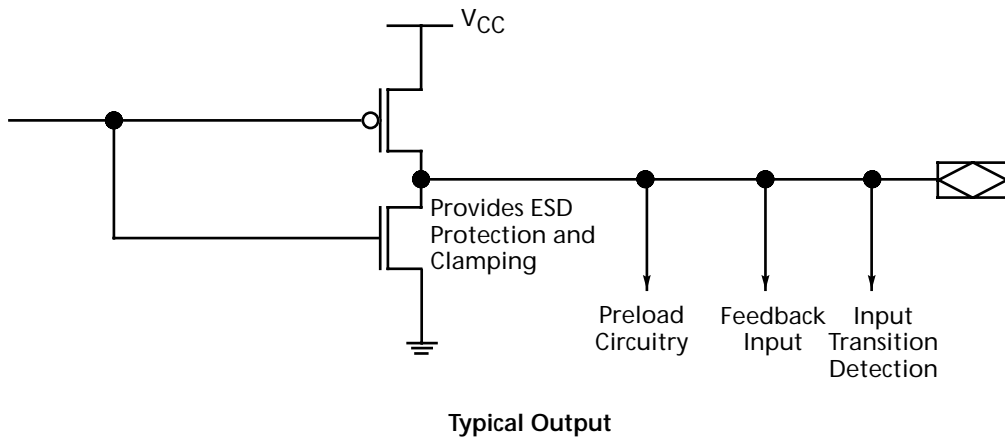 VCC
Provides ESD
Protection and
Clamping
Preload
Circuitry
Feedback
Input
Input
Transition
Detection
Typical Output